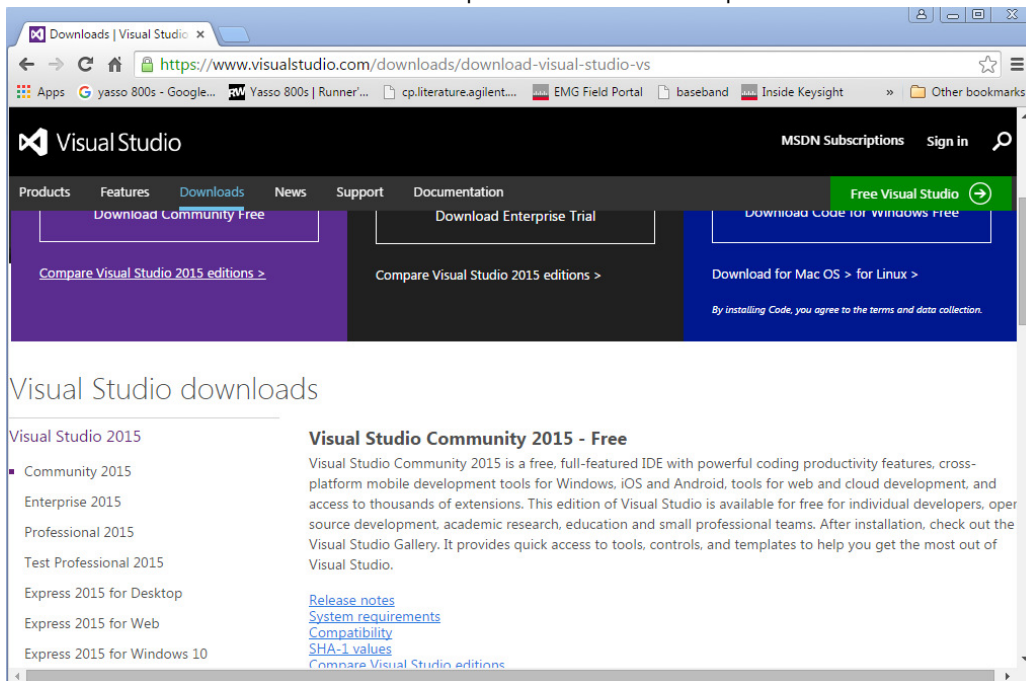 Downloads | Visual Studio
https://www.visualstudio.com/downloads/download-visual-studio-vs
Apps yasso 800s - Google... Yasso 800s | Runner'... cp.literature.agilent.... EMG Field Portal baseband Inside Keysight » Other bookmarks
Visual Studio MSDN Subscriptions Sign in
Products Features Downloads News Support Documentation Free Visual Studio
Download Community Free Download Enterprise Trial Download Code for Windows Free
Compare Visual Studio 2015 editions > Compare Visual Studio 2015 editions > Download for Mac OS > for Linux >
By installing Code, you agree to the terms and data collection.
Visual Studio downloads
Visual Studio 2015
Community 2015
Enterprise 2015
Professional 2015
Test Professional 2015
Express 2015 for Desktop
Express 2015 for Web
Express 2015 for Windows 10
Visual Studio Community 2015 - Free
Visual Studio Community 2015 is a free, full-featured IDE with powerful coding productivity features, cross-
platform mobile development tools for Windows, iOS and Android, tools for web and cloud development, and
access to thousands of extensions. This edition of Visual Studio is available for free for individual developers, open
source development, academic research, education and small professional teams. After installation, check out the
Visual Studio Gallery. It provides quick access to tools, controls, and templates to help you get the most out of
Visual Studio.
Release notes
System requirements
Compatibility
SHA-1 values
Compare Visual Studio editions